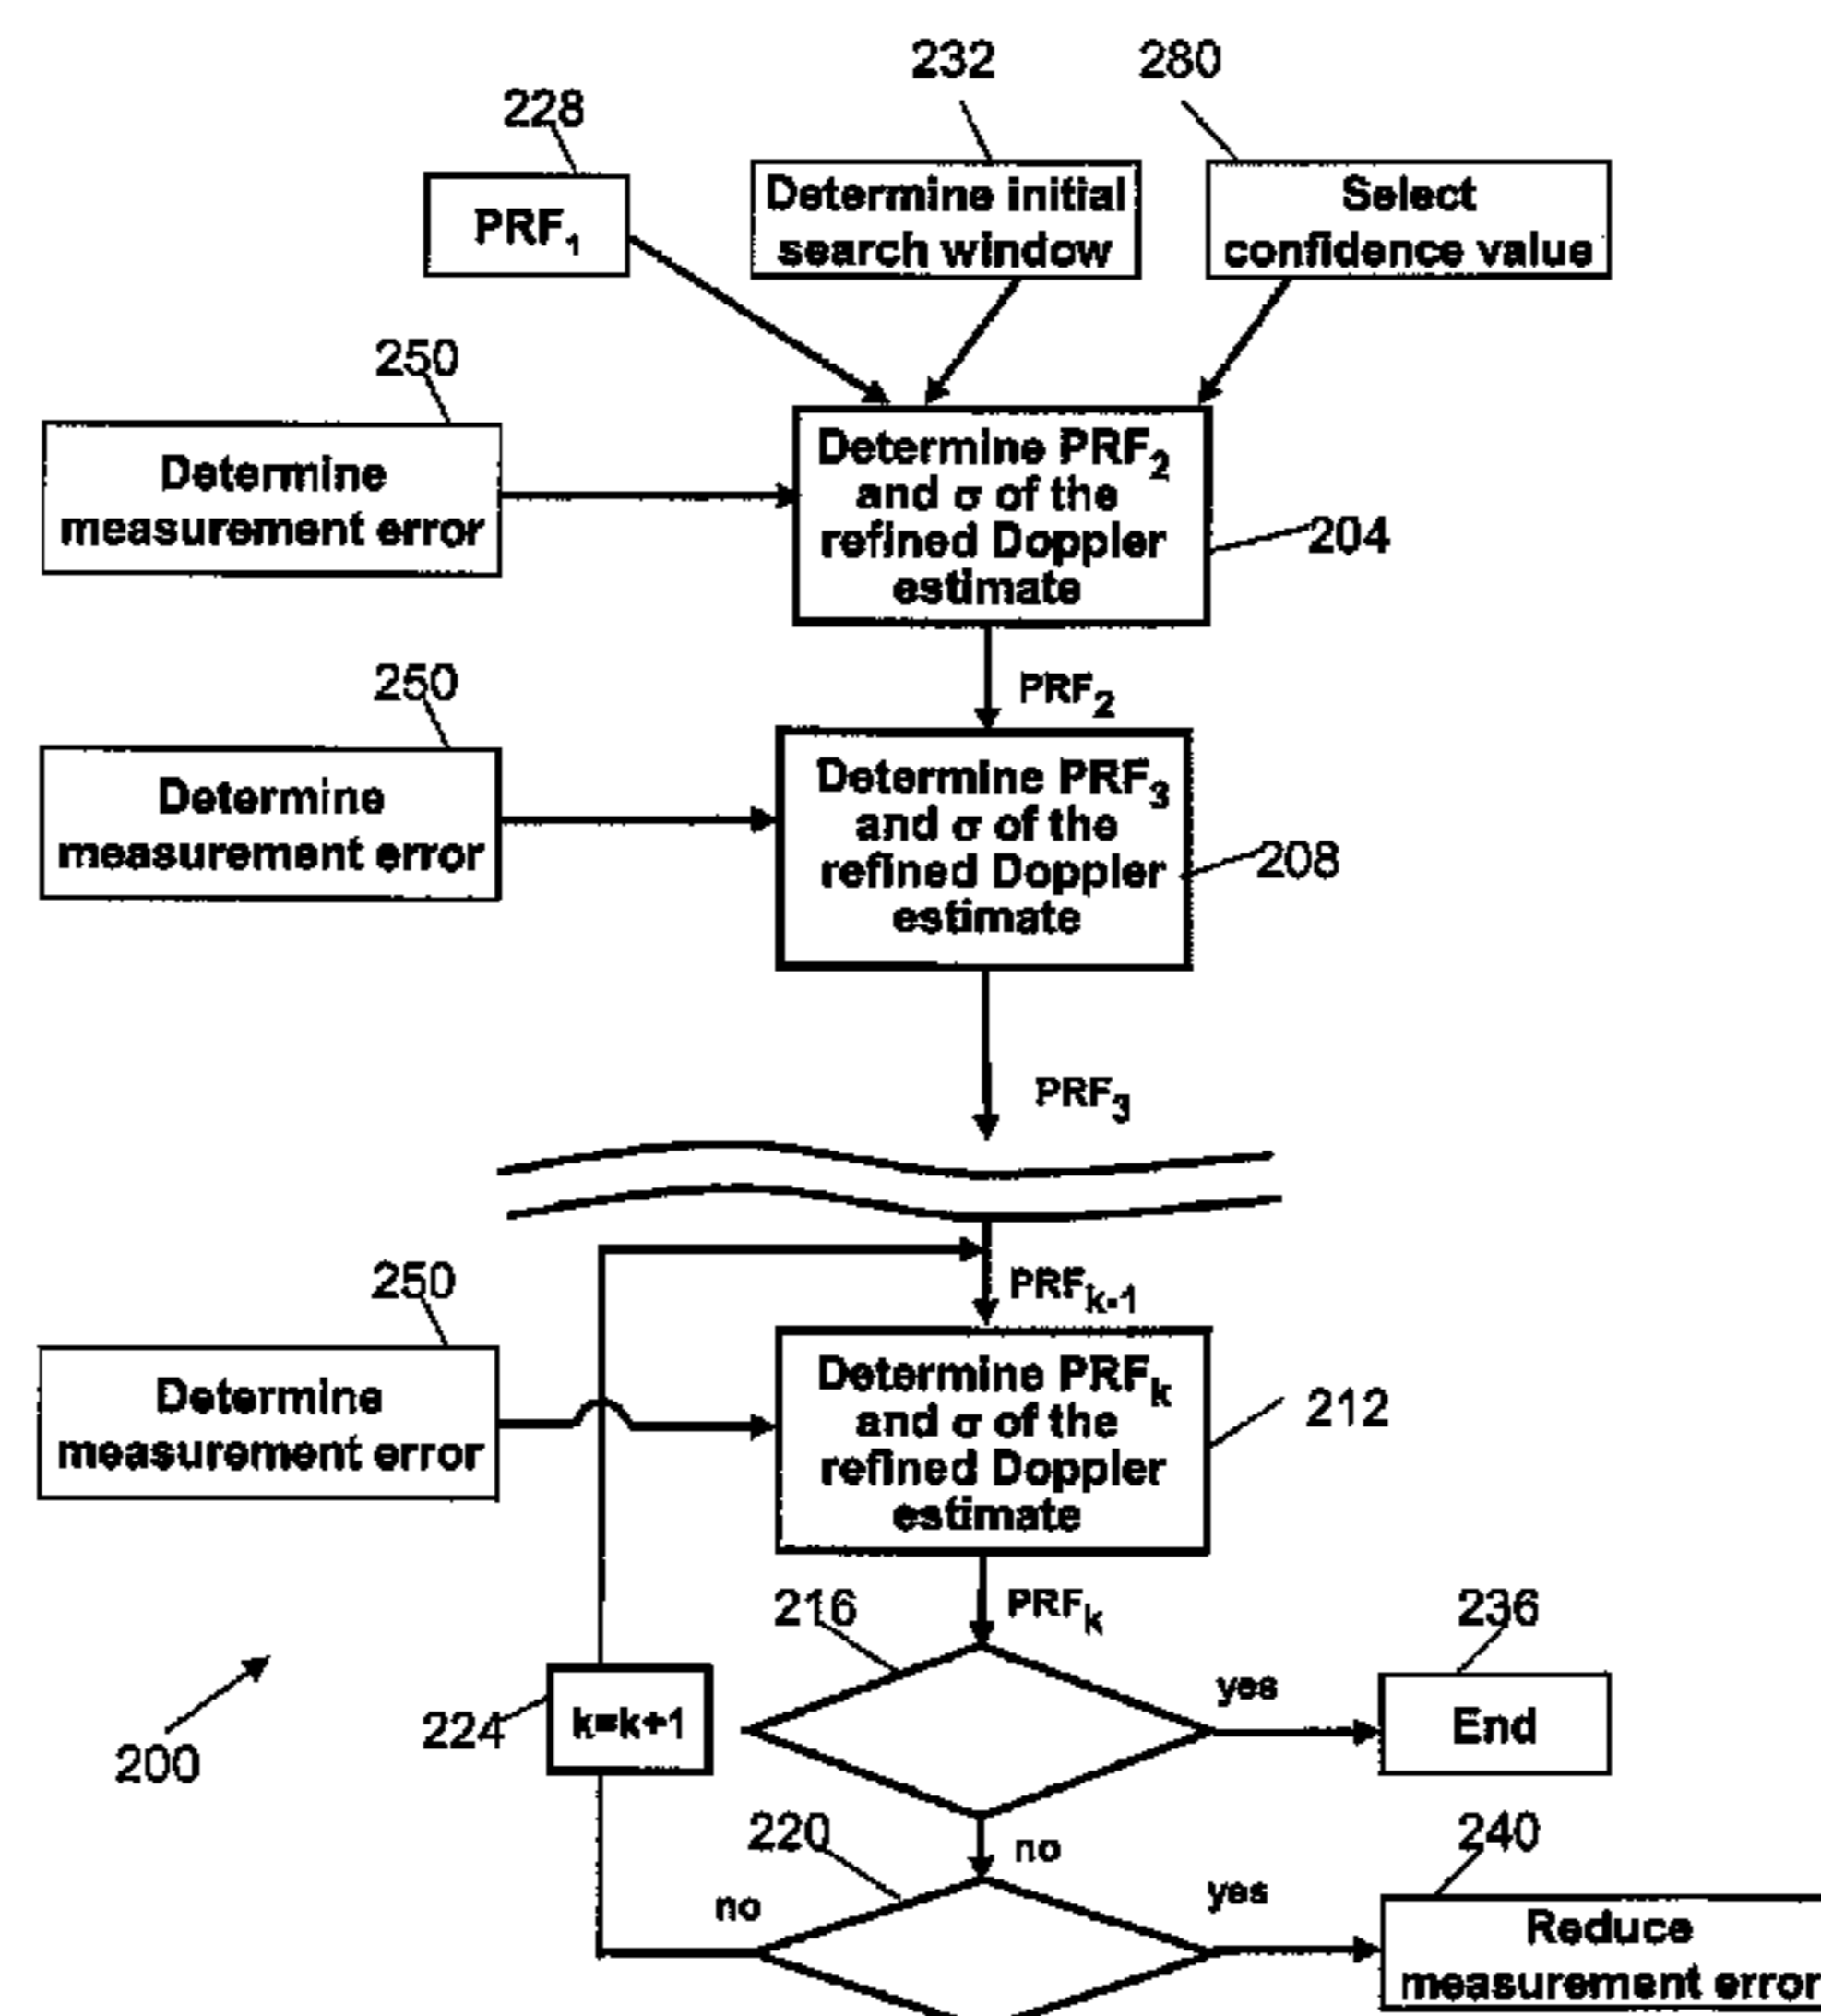 232
280
228
PRF1
Determine initial
search window
Select
confidence value
250
Determine
measurement error
Determine PRF2
and σ of the
refined Doppler
estimate
204
PRF2
250
Determine
measurement error
Determine PRF3
and σ of the
refined Doppler
estimate
208
PRF3
PRFk-1
250
Determine
measurement error
Determine PRFk
and σ of the
refined Doppler
estimate
212
PRFk
216
236
yes
End
224
k=k+1
200
no
220
240
no
yes
Reduce
measurement error